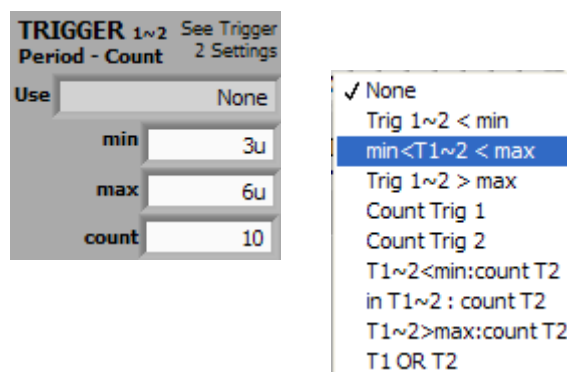 TRIGGER 1~2 See Trigger
Period - Count 2 Settings
Use None
min 3u
max 6u
count 10
✓ None
Trig 1~2 < min
min<T1~2 < max
Trig 1~2 > max
Count Trig 1
Count Trig 2
T1~2<min:count T2
in T1~2 : count T2
T1~2>max:count T2
T1 OR T2